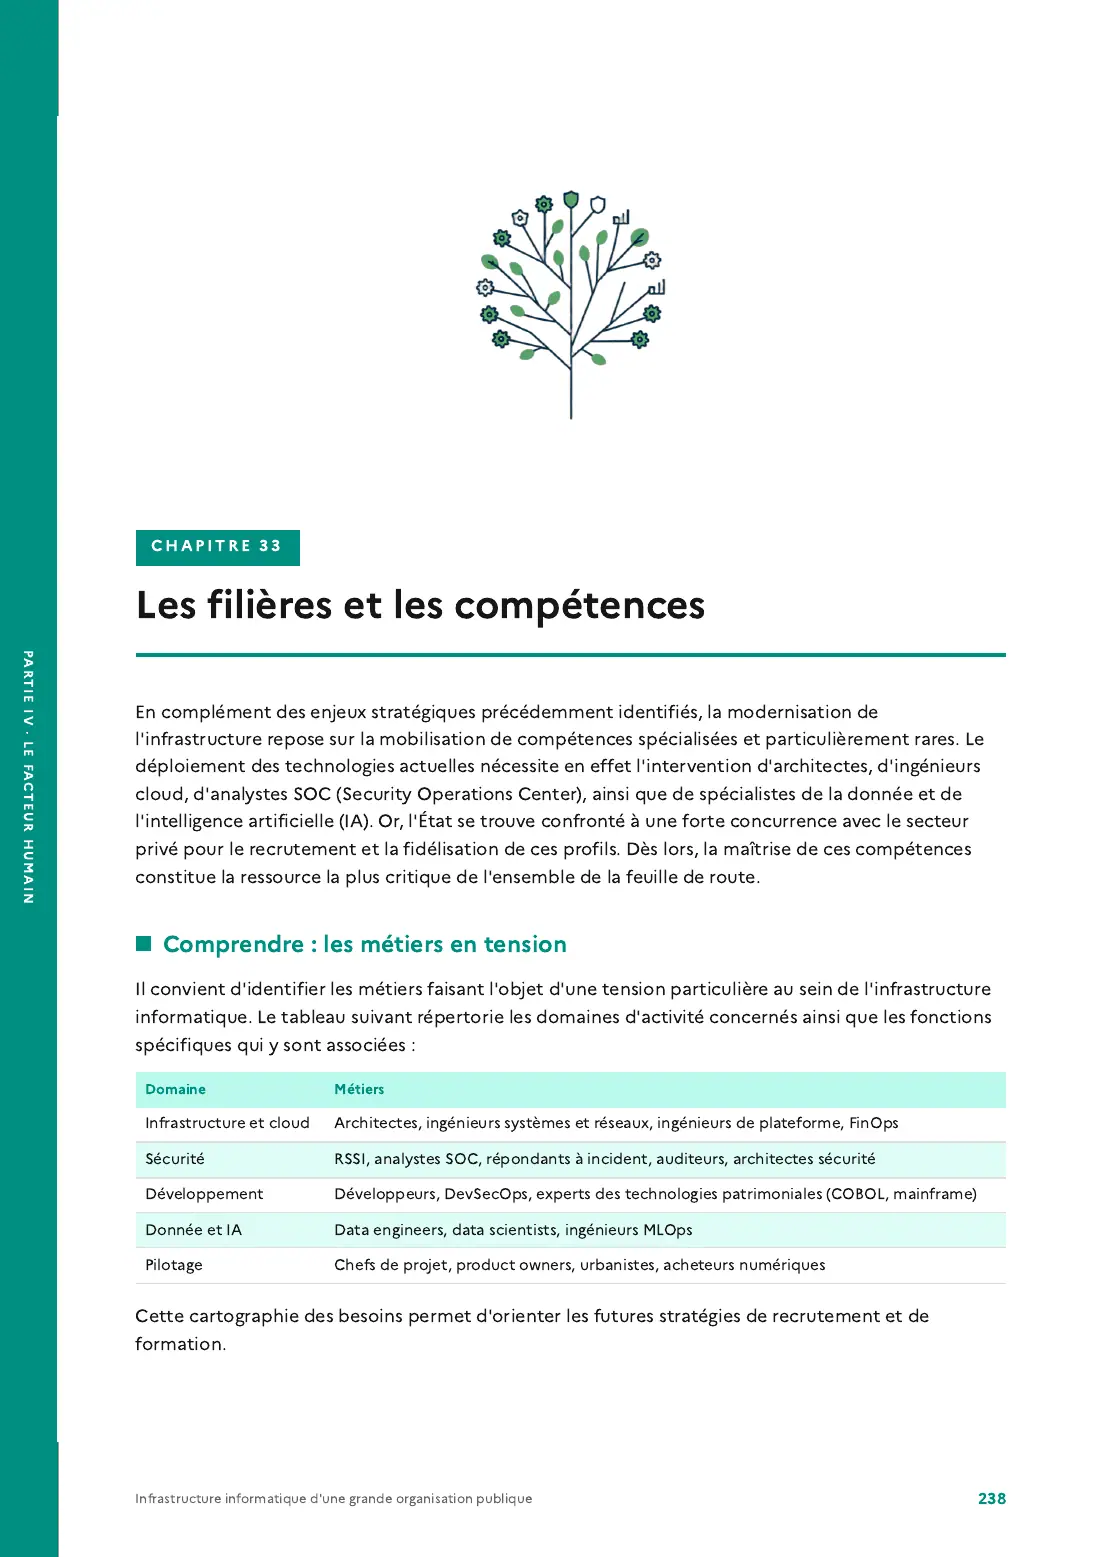 PARTIE IV · LE FACTEUR HUMAIN
CHAPITRE 33
Les filières et les compétences
En complément des enjeux stratégiques précédemment identifiés, la modernisation de
l'infrastructure repose sur la mobilisation de compétences spécialisées et particulièrement rares. Le
déploiement des technologies actuelles nécessite en effet l'intervention d'architectes, d'ingénieurs
cloud, d'analystes SOC (Security Operations Center), ainsi que de spécialistes de la donnée et de
l'intelligence artificielle (IA). Or, l'État se trouve confronté à une forte concurrence avec le secteur
privé pour le recrutement et la fidélisation de ces profils. Dès lors, la maîtrise de ces compétences
constitue la ressource la plus critique de l'ensemble de la feuille de route.
Comprendre : les métiers en tension
Il convient d'identifier les métiers faisant l'objet d'une tension particulière au sein de l'infrastructure
informatique. Le tableau suivant répertorie les domaines d'activité concernés ainsi que les fonctions
spécifiques qui y sont associées :
Domaine Métiers
Infrastructure et cloud Architectes, ingénieurs systèmes et réseaux, ingénieurs de plateforme, FinOps
Sécurité RSSI, analystes SOC, répondants à incident, auditeurs, architectes sécurité
Développement Développeurs, DevSecOps, experts des technologies patrimoniales (COBOL, mainframe)
Donnée et IA Data engineers, data scientists, ingénieurs MLOps
Pilotage Chefs de projet, product owners, urbanistes, acheteurs numériques
Cette cartographie des besoins permet d'orienter les futures stratégies de recrutement et de
formation.
Infrastructure informatique d'une grande organisation publique 238